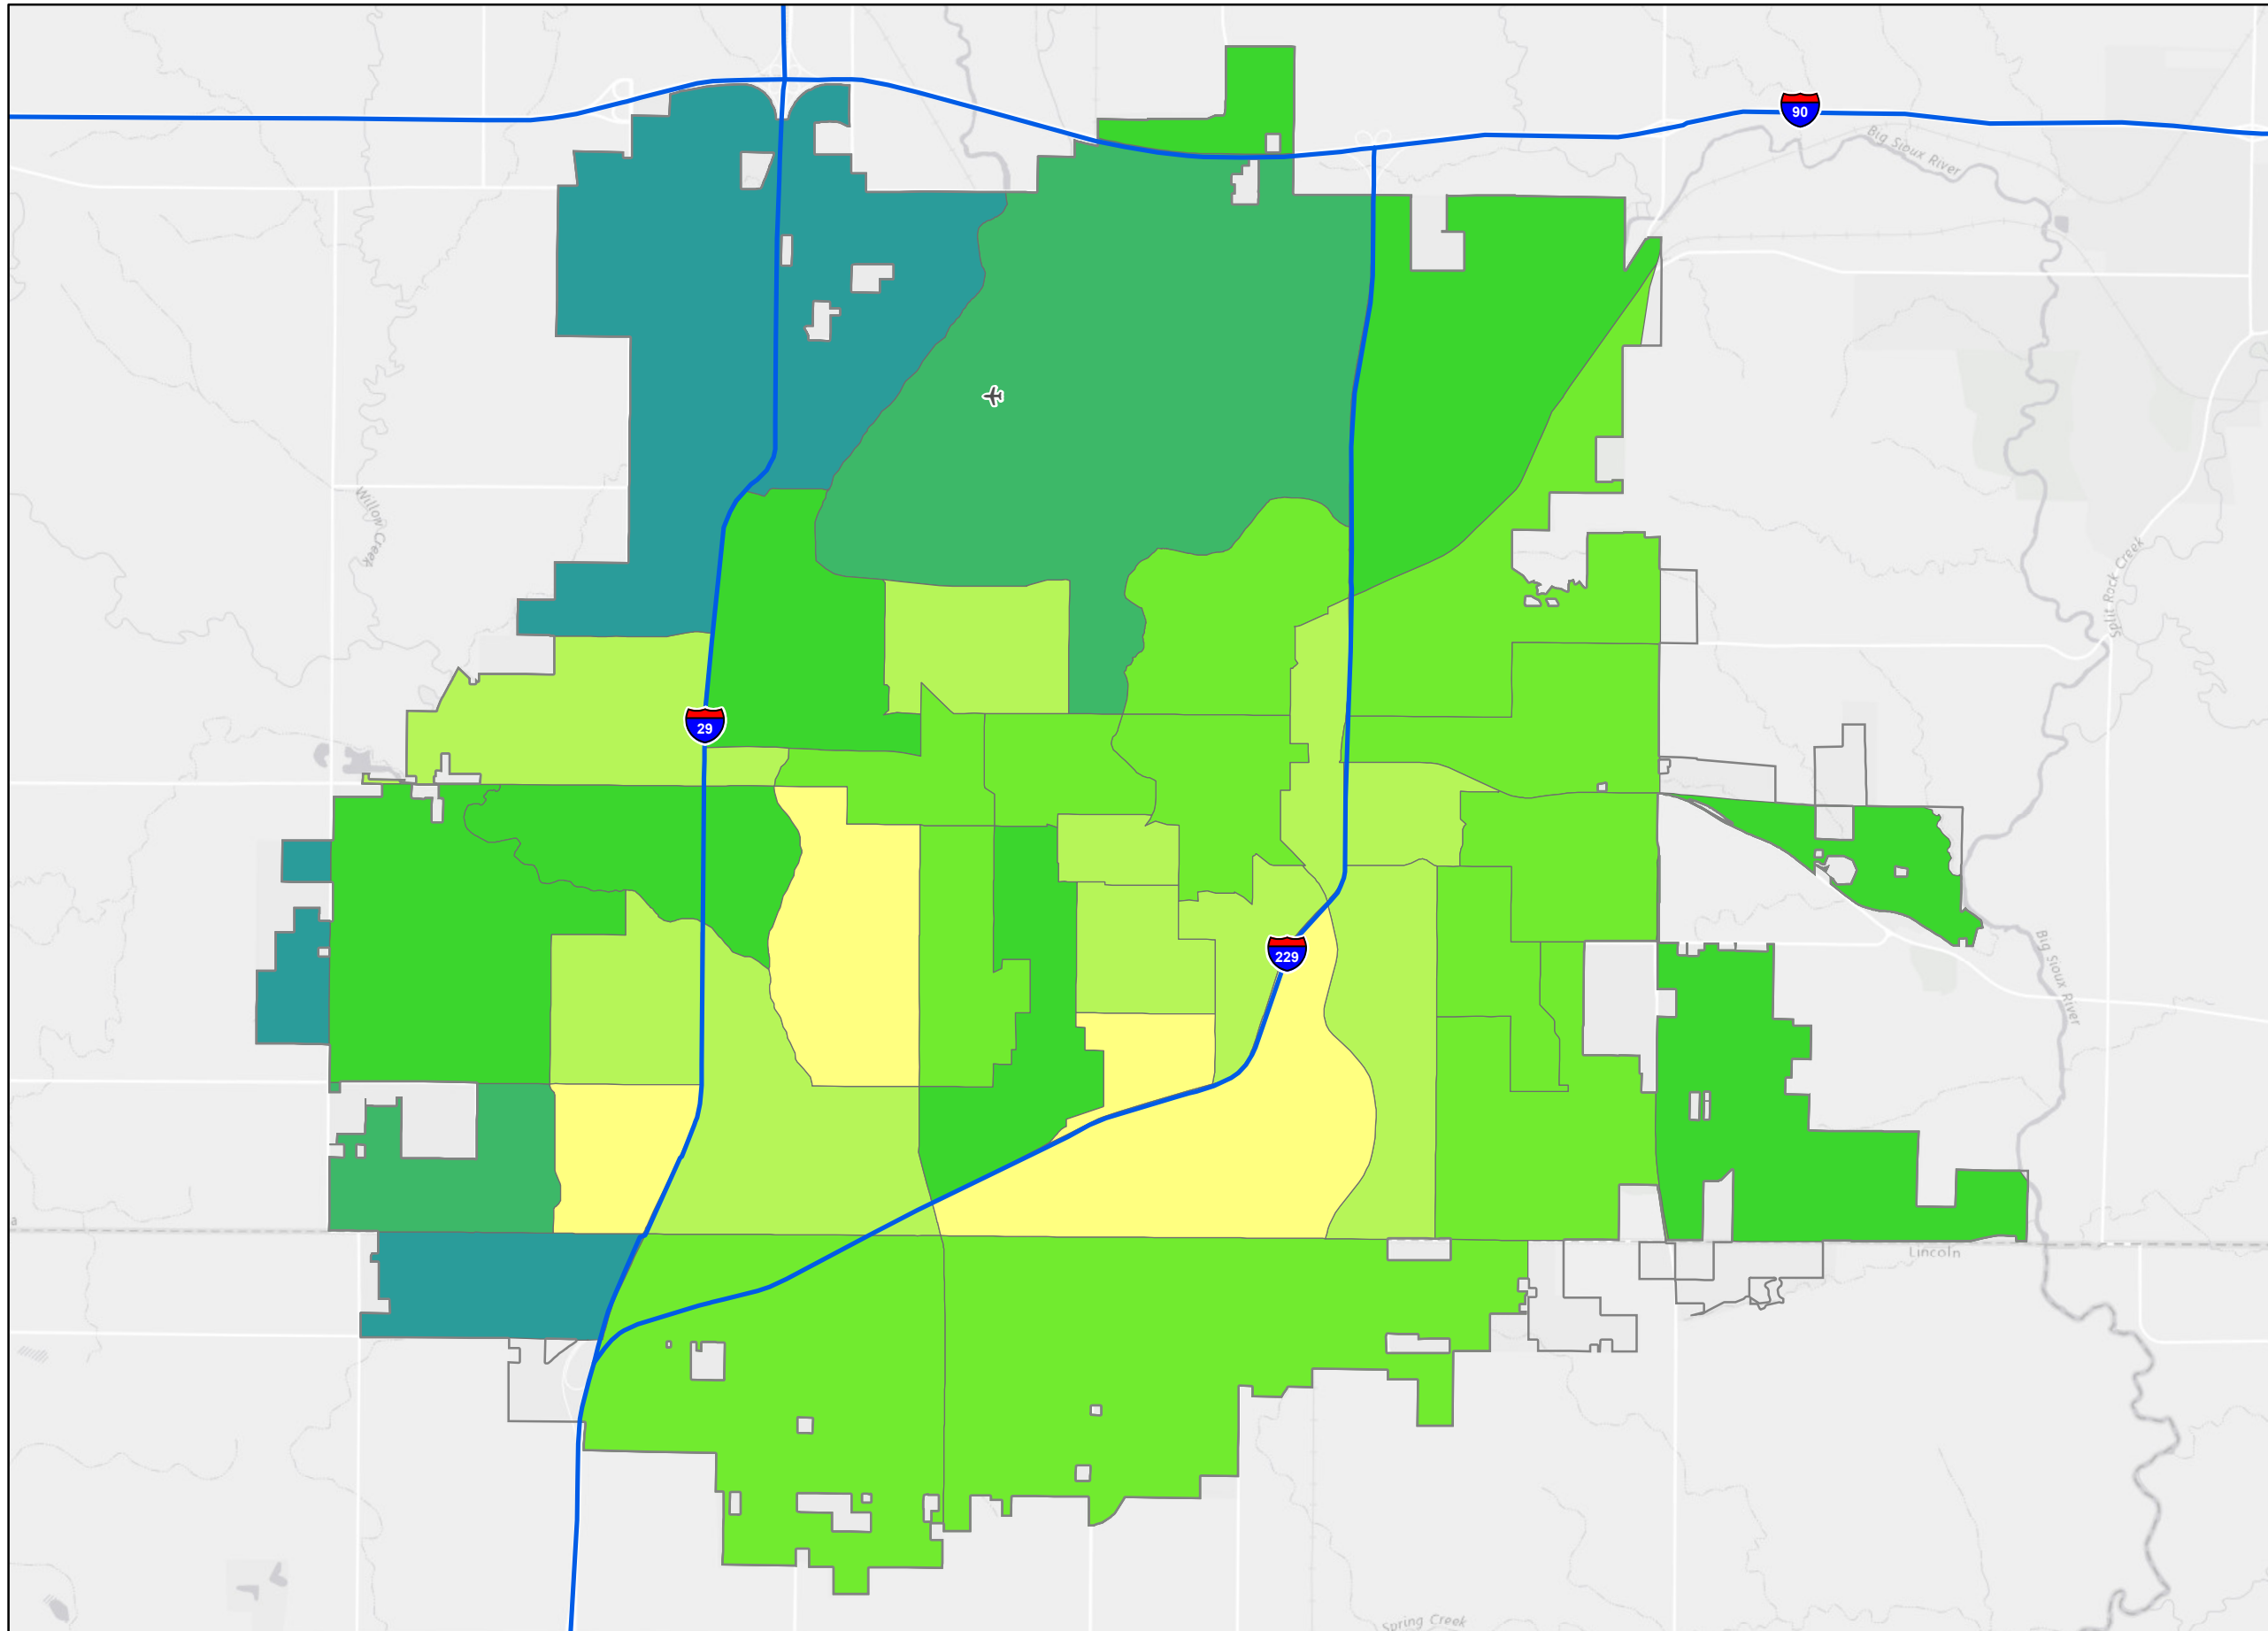 90
Big Sioux River
Willow Creek
Split Rock Creek
29
229
Big Sioux River
a
Lincoln
Spring Creek